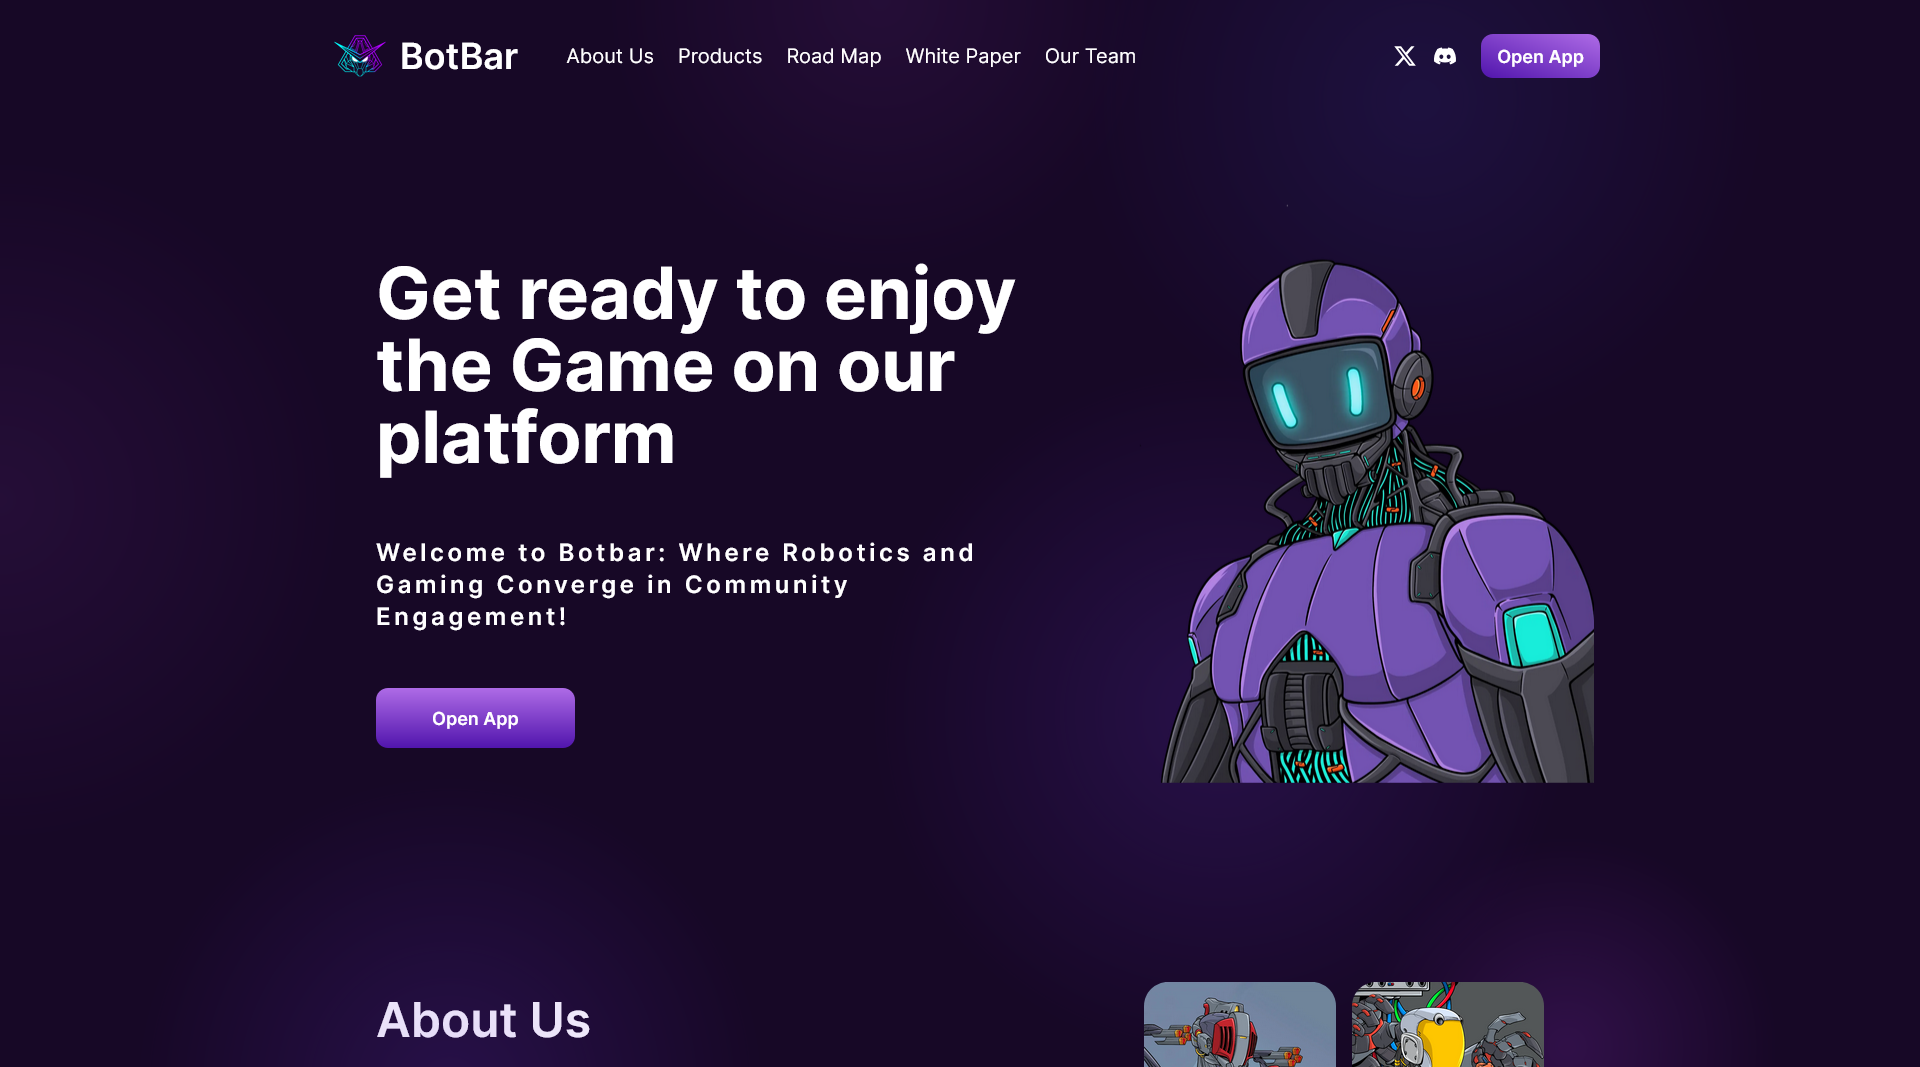 BotBar
About Us
Products
Road Map
White Paper
Our Team
Open App
Get ready to enjoy
the Game on our
platform
Welcome to Botbar: Where Robotics and
Gaming Converge in Community
Engagement!
Open App
About Us